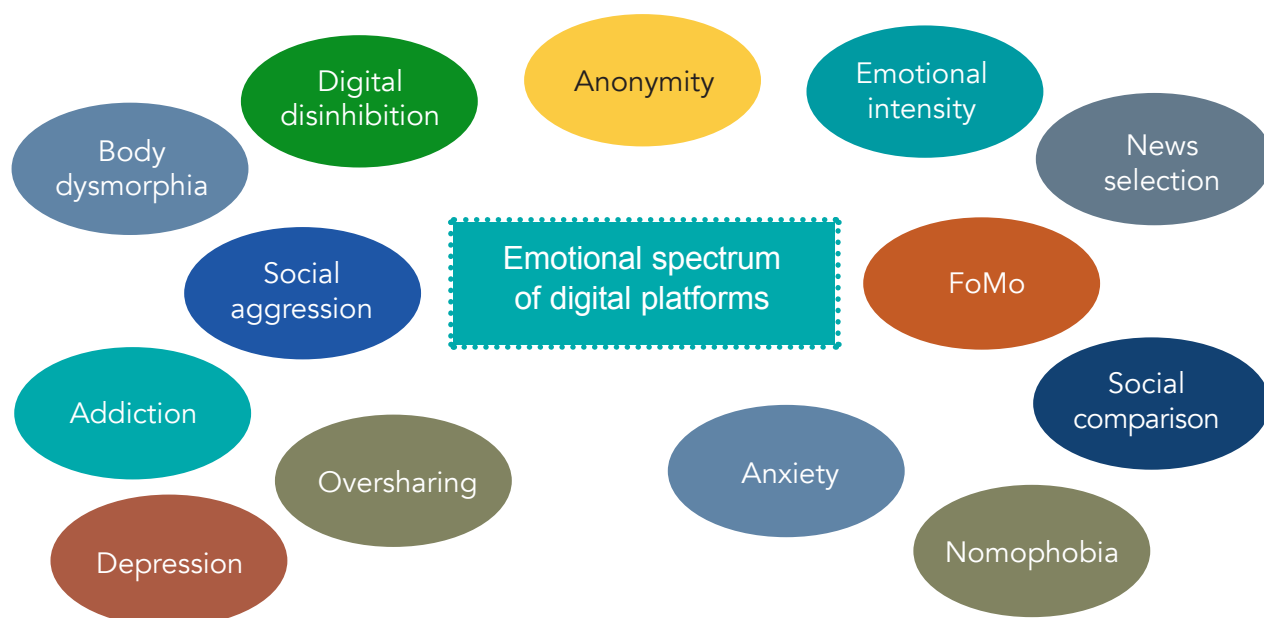 Digital
disinhibition
Anonymity
Emotional
intensity
Body
dysmorphia
News
selection
Social
aggression
Emotional spectrum
of digital platforms
FoMo
Addiction
Social
comparison
Oversharing
Anxiety
Depression
Nomophobia